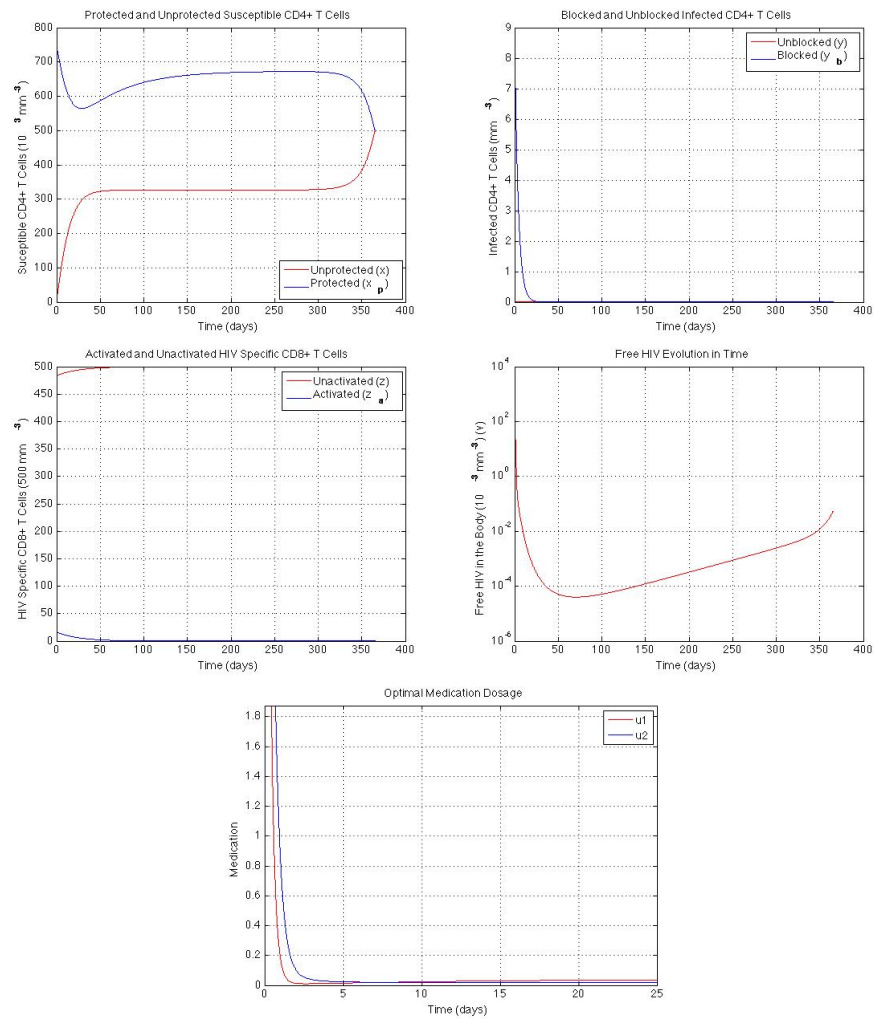 Protected and Unprotected Susceptible CD4+ T Cells
800
700
600
500
400
300
200
100
0
Suceptible CD4+ T Cells (10⁻³ mm⁻³)
Unprotected (x)
Protected (x_p)
0 50 100 150 200 250 300 350 400
Time (days)
Blocked and Unblocked Infected CD4+ T Cells
9
8
7
6
5
4
3
2
1
0
Infected CD4+ T Cells (mm⁻³)
Unblocked (y)
Blocked (y_b)
0 50 100 150 200 250 300 350 400
Time (days)
Activated and Unactivated HIV Specific CD8+ T Cells
500
450
400
350
300
250
200
150
100
50
0
HIV Specific CD8+ T Cells (500 mm⁻³)
Unactivated (z)
Activated (z_a)
0 50 100 150 200 250 300 350 400
Time (days)
Free HIV Evolution in Time
10⁴
10²
10⁰
10⁻²
10⁻⁴
10⁻⁶
Free HIV in the Body (10⁻³ mm⁻³) (v)
0 50 100 150 200 250 300 350 400
Time (days)
Optimal Medication Dosage
1.8
1.6
1.4
1.2
1
0.8
0.6
0.4
0.2
0
Medication
u1
u2
0 5 10 15 20 25
Time (days)